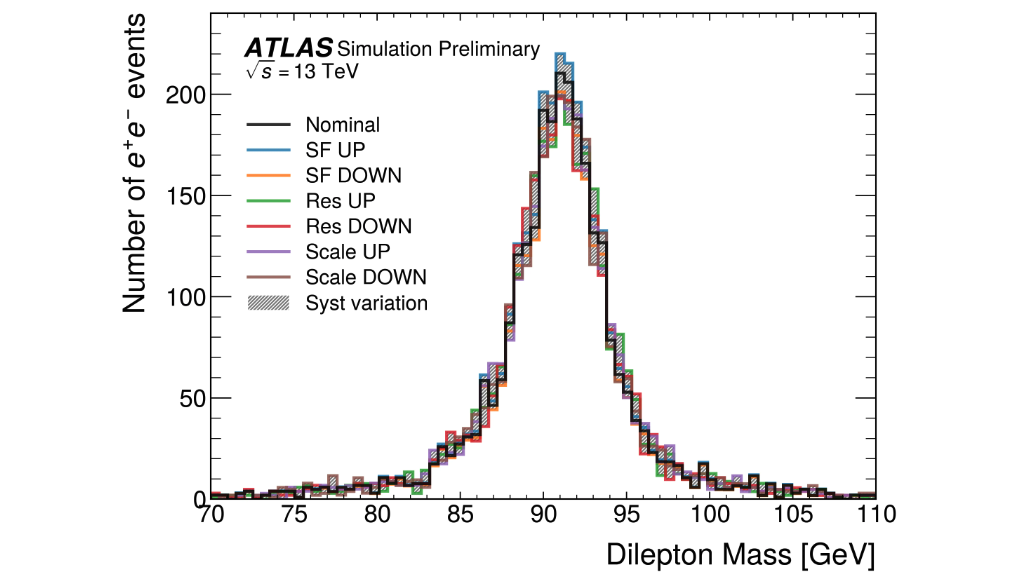 ATLAS Simulation Preliminary
√s = 13 TeV
Nominal
SF UP
SF DOWN
Res UP
Res DOWN
Scale UP
Scale DOWN
Syst variation
Number of e⁺e⁻ events
200
150
100
50
0
70 75 80 85 90 95 100 105 110
Dilepton Mass [GeV]